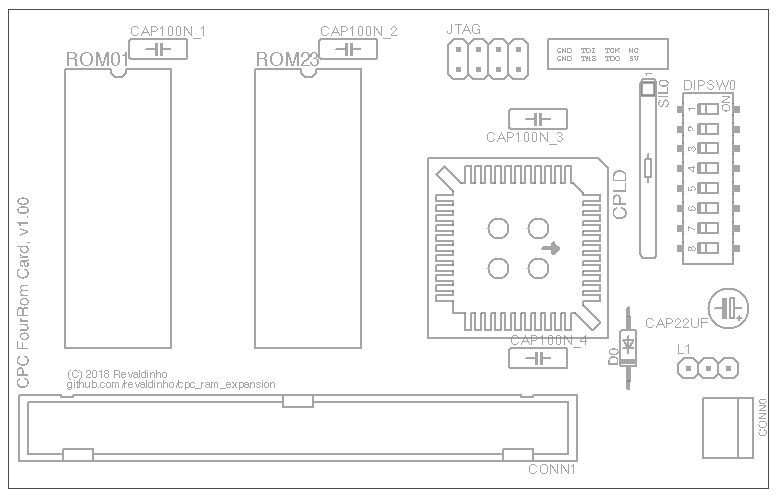 CAP100N_1
CAP100N_2
JTAG
GND TDI TCK NC
GND TMS TDO 5V
ROM01
ROM23
1
SIL0
DIPSW0
ON
1
2
3
4
5
6
7
8
CAP100N_3
CPLD
CPC FourRom Card, v1.00
CAP22UF
+
CAP100N_4
D0
L1
(C) 2018 Revaldinho
github.com/revaldinho/cpc_ram_expansion
CONN0
CONN1